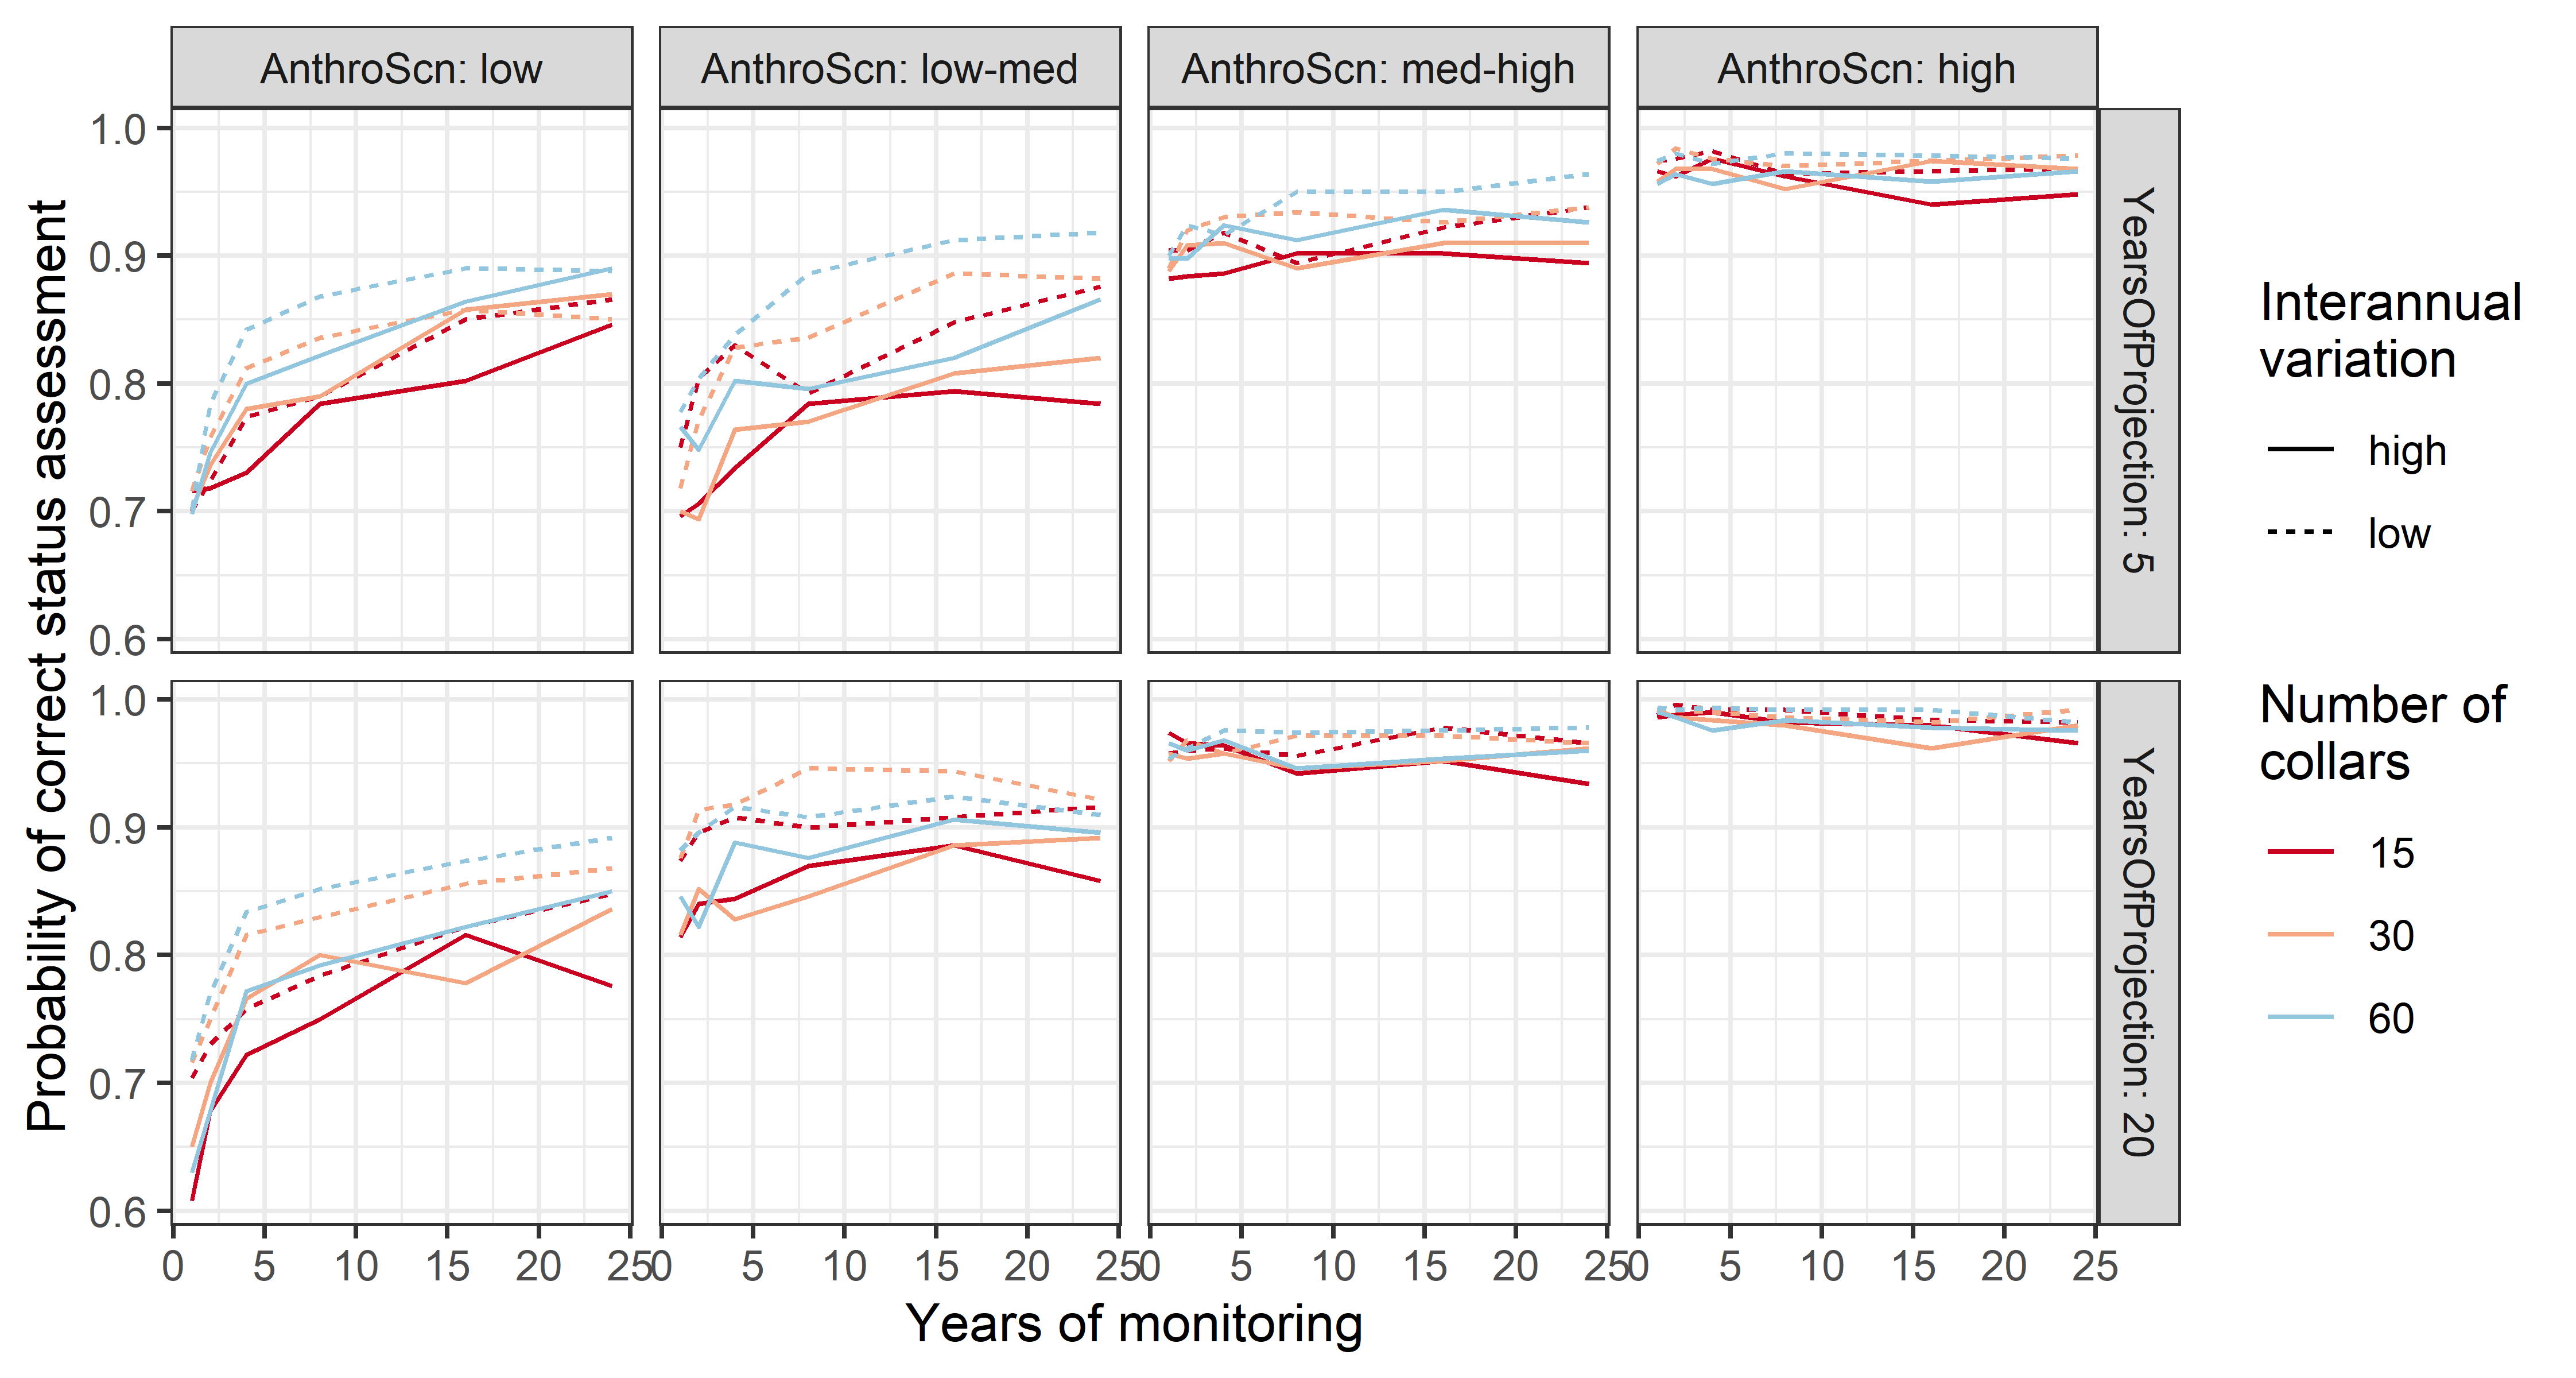 AnthroScn: low
AnthroScn: low-med
AnthroScn: med-high
AnthroScn: high
Probability of correct status assessment
1.0
0.9
0.8
0.7
0.6
YearsOfProjection: 5
1.0
0.9
0.8
0.7
0.6
YearsOfProjection: 20
0 5 10 15 20 25
0 5 10 15 20 25
0 5 10 15 20 25
0 5 10 15 20 25
Years of monitoring
Interannual
variation
high
low
Number of
collars
15
30
60